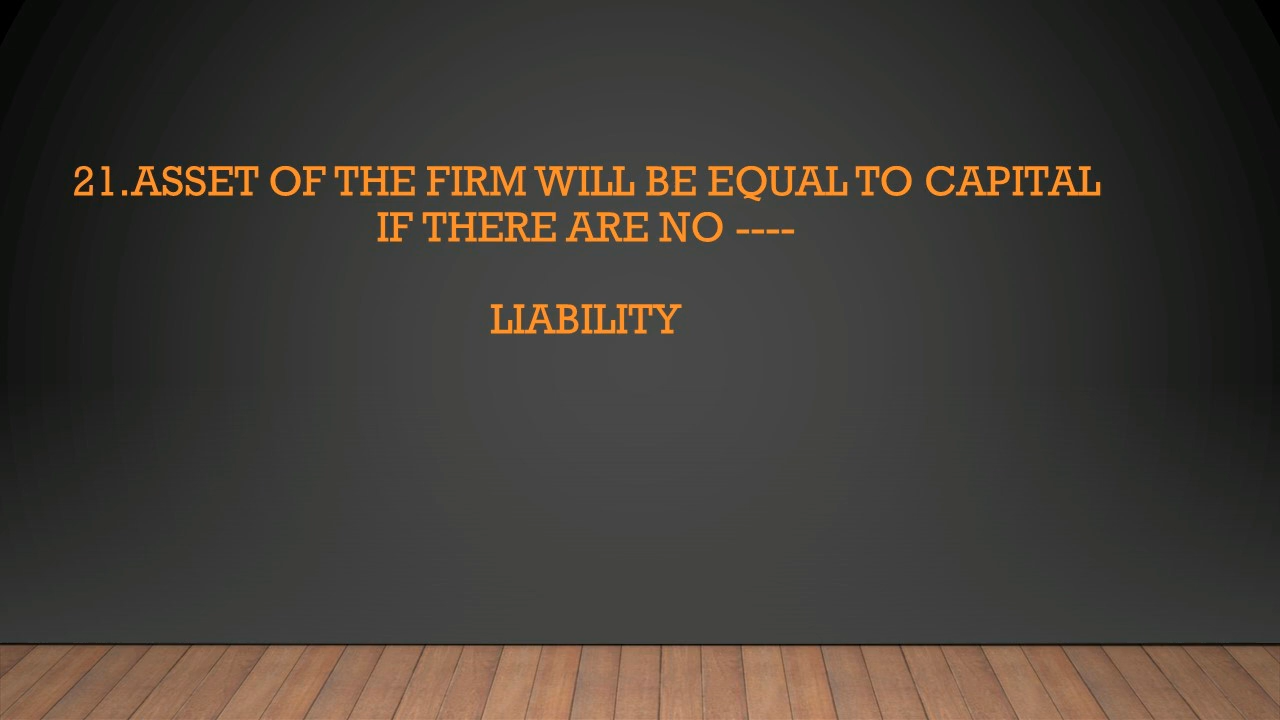 21.ASSET OF THE FIRM WILL BE EQUAL TO CAPITAL
IF THERE ARE NO ----
LIABILITY